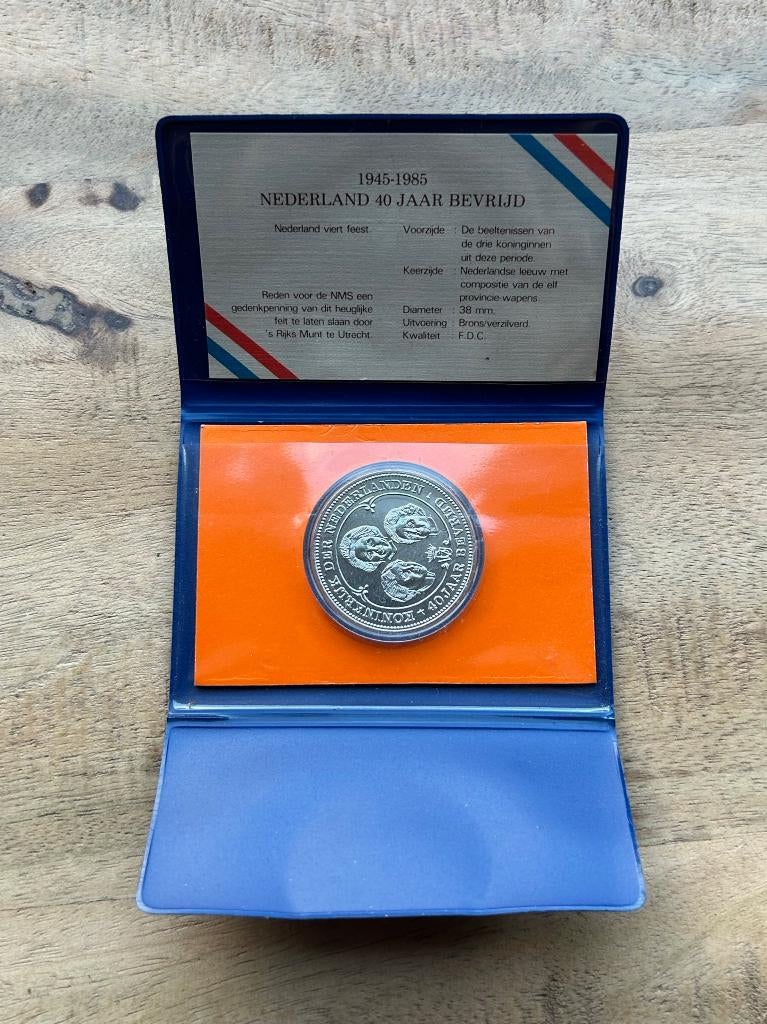 1945-1985
NEDERLAND 40 JAAR BEVRIJD
Nederland viert feest.
Reden voor de NMS een
gedenkpenning van dit heuglijke
feit te laten slaan door
's Rijks Munt te Utrecht.
Voorzijde : De beeltenissen van
de drie koninginnen
uit deze periode.
Keerzijde : Nederlandse leeuw met
compositie van de elf
provincie-wapens
Diameter : 38 mm.
Uitvoering : Brons/verzilverd.
Kwaliteit : F.D.C.
KONINKRIJK DER NEDERLANDEN
40 JAAR BEVRIJD